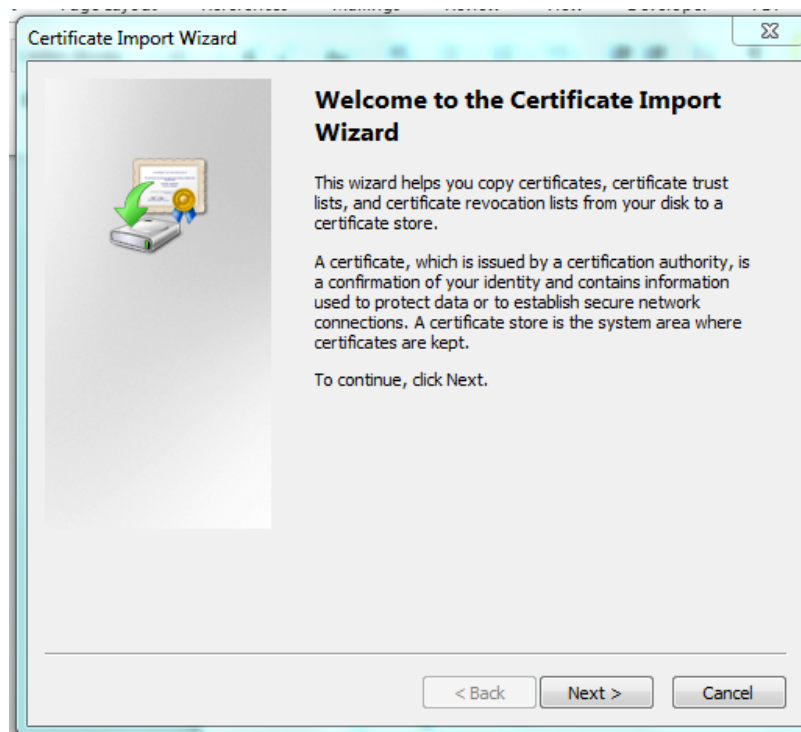 Certificate Import Wizard
Welcome to the Certificate Import
Wizard
This wizard helps you copy certificates, certificate trust
lists, and certificate revocation lists from your disk to a
certificate store.
A certificate, which is issued by a certification authority, is
a confirmation of your identity and contains information
used to protect data or to establish secure network
connections. A certificate store is the system area where
certificates are kept.
To continue, click Next.
< Back Next > Cancel